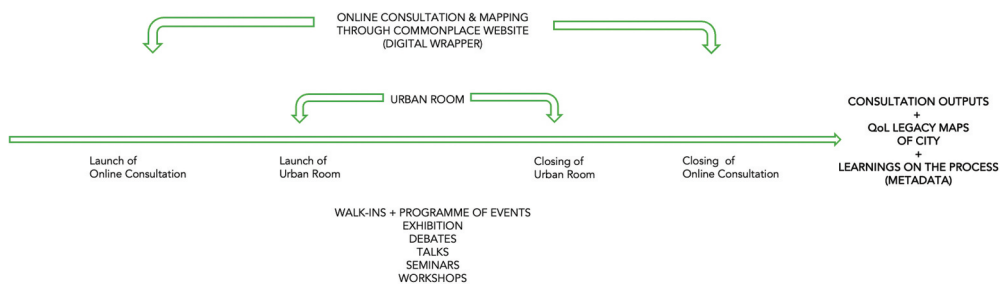 ONLINE CONSULTATION & MAPPING
THROUGH COMMONPLACE WEBSITE
(DIGITAL WRAPPER)
URBAN ROOM
CONSULTATION OUTPUTS
+
QoL LEGACY MAPS
OF CITY
+
LEARNINGS ON THE PROCESS
(METADATA)
Launch of
Online Consultation
Launch of
Urban Room
Closing of
Urban Room
Closing of
Online Consultation
WALK-INS + PROGRAMME OF EVENTS
EXHIBITION
DEBATES
TALKS
SEMINARS
WORKSHOPS